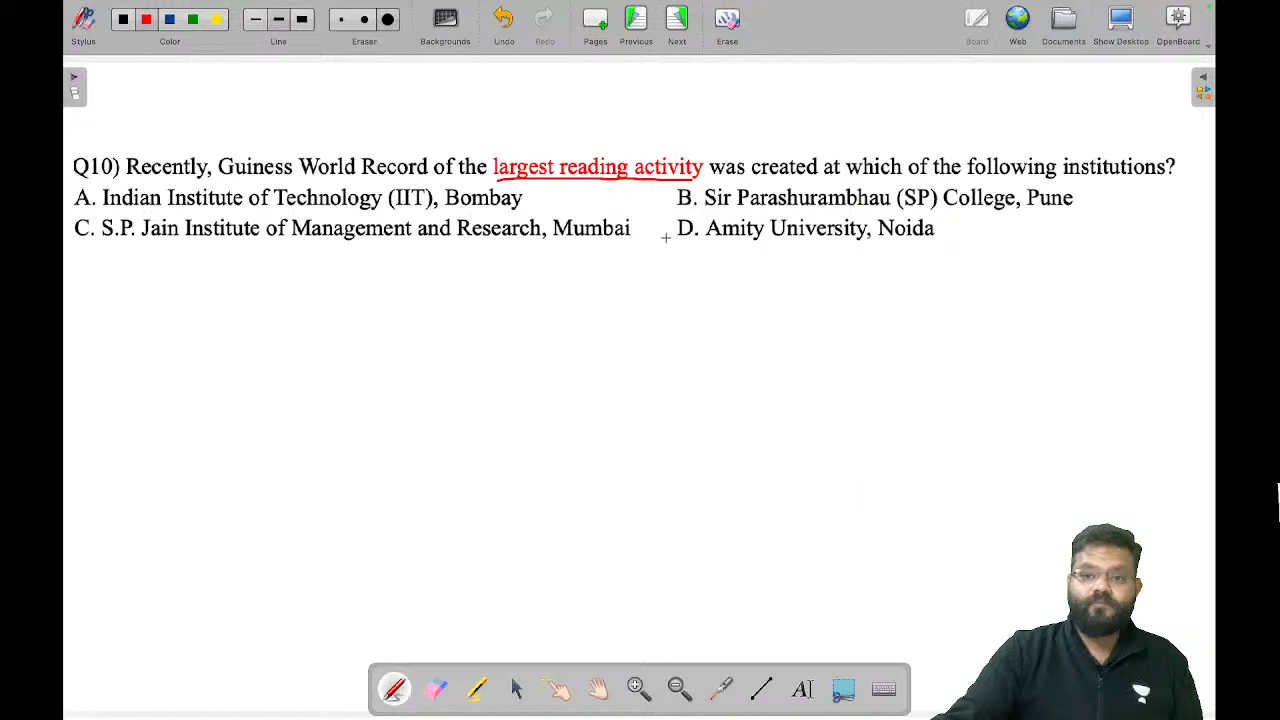 Stylus Color Line Eraser Backgrounds Undo Redo Pages Previous Next Erase Board Web Documents Show Desktop OpenBoard
Q10) Recently, Guiness World Record of the largest reading activity was created at which of the following institutions?
A. Indian Institute of Technology (IIT), Bombay B. Sir Parashurambhau (SP) College, Pune
C. S.P. Jain Institute of Management and Research, Mumbai D. Amity University, Noida